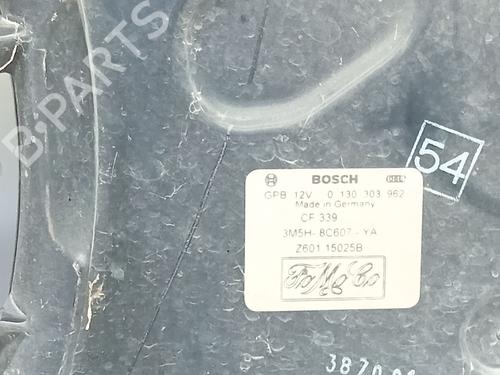 B-PARTS
54
BOSCH
GPB 12V 0 130 303 962
Made in Germany
CF 339
3M5H- 8C607 - YA
Z601 15025B
FoMoCo